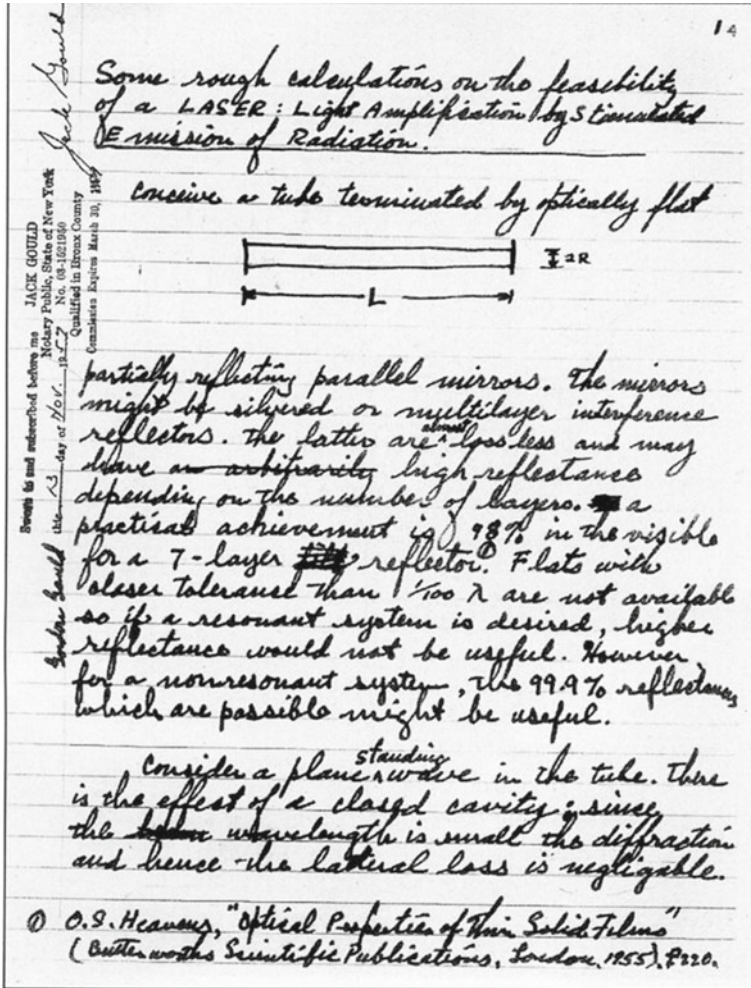 14
Some rough calculations on the feasibility
of a LASER: Light Amplification by Stimulated
Emission of Radiation.
conceive a tube terminated by optically flat
2R
L
partially reflecting parallel mirrors. The mirrors
might be silvered or multilayer interference
reflectors. The latter are almost lossless and may
have an arbitrarily high reflectance
depending on the number of layers. a
practical achievement is 98% in the visible
for a 7-layer reflector.① Flats with
closer tolerance than 1/100 λ are not available
so if a resonant system is desired, higher
reflectance would not be useful. However,
for a nonresonant system, the 99.9% reflectances
which are possible might be useful.
Consider a plane standing wave in the tube. There
is the effect of a closed cavity; since
the wavelength is small the diffraction
and hence the lateral loss is negligable.
① O.S. Heavens, "Optical Properties of Thin Solid Films"
(Butterworths Scientific Publications, London, 1955), P220.
Gordon Gould
Sworn to and subscribed before me
this 13 day of Nov. 1957
JACK GOULD
Notary Public, State of New York
No. 03-1521950
Qualified in Bronx County
Commission Expires March 30, 1959
Jack Gould